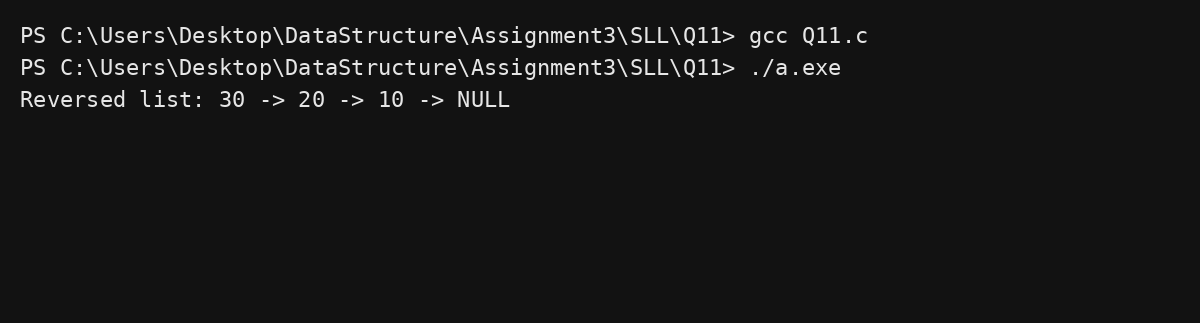 PS C:\Users\Desktop\DataStructure\Assignment3\SLL\Q11> gcc Q11.c
PS C:\Users\Desktop\DataStructure\Assignment3\SLL\Q11> ./a.exe
Reversed list: 30 -> 20 -> 10 -> NULL